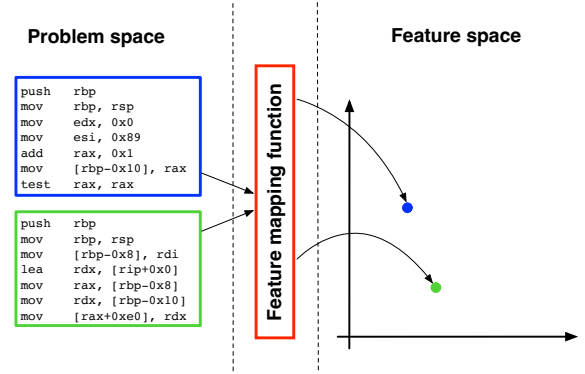 Problem space
Feature space
push rbp
mov rbp, rsp
mov edx, 0x0
mov esi, 0x89
add rax, 0x1
mov [rbp-0x10], rax
test rax, rax
push rbp
mov rbp, rsp
mov [rbp-0x8], rdi
lea rdx, [rip+0x0]
mov rax, [rbp-0x8]
mov rdx, [rbp-0x10]
mov [rax+0xe0], rdx
Feature mapping function